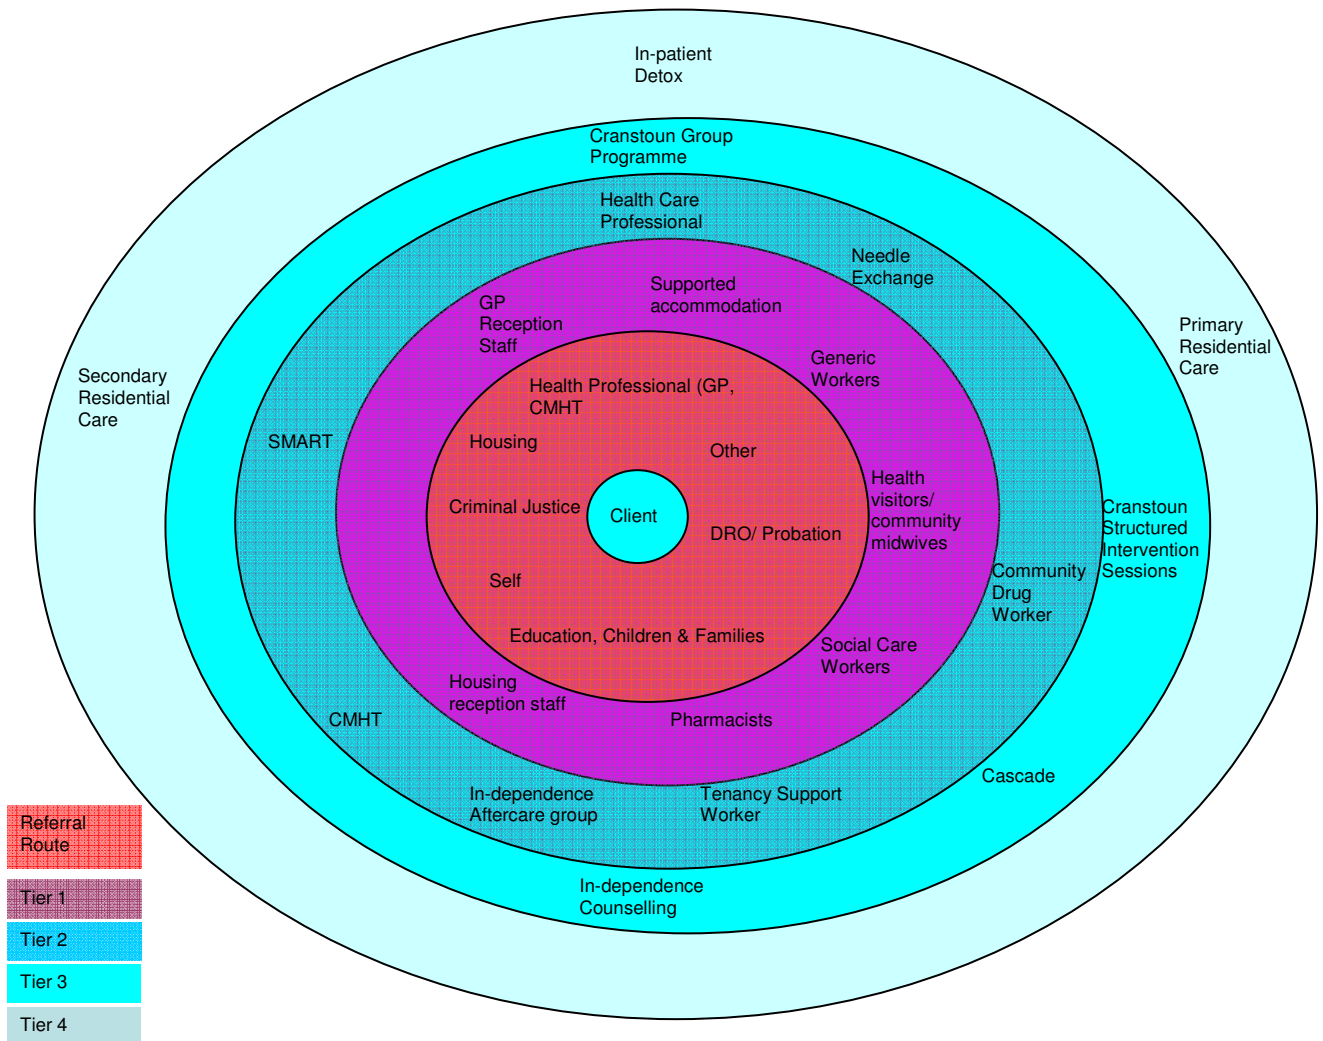 In-patient
Detox
Cranstoun Group
Programme
Health Care
Professional
Needle
Exchange
Supported
accommodation
GP
Reception
Staff
Primary
Residential
Care
Generic
Workers
Secondary
Residential
Care
Health Professional (GP,
CMHT
SMART
Housing
Other
Health
visitors/
community
midwives
Criminal Justice
Client
DRO/ Probation
Cranstoun
Structured
Intervention
Sessions
Community
Drug
Worker
Self
Education, Children & Families
Social Care
Workers
Housing
reception staff
CMHT
Pharmacists
Cascade
In-dependence
Aftercare group
Tenancy Support
Worker
In-dependence
Counselling
Referral
Route
Tier 1
Tier 2
Tier 3
Tier 4